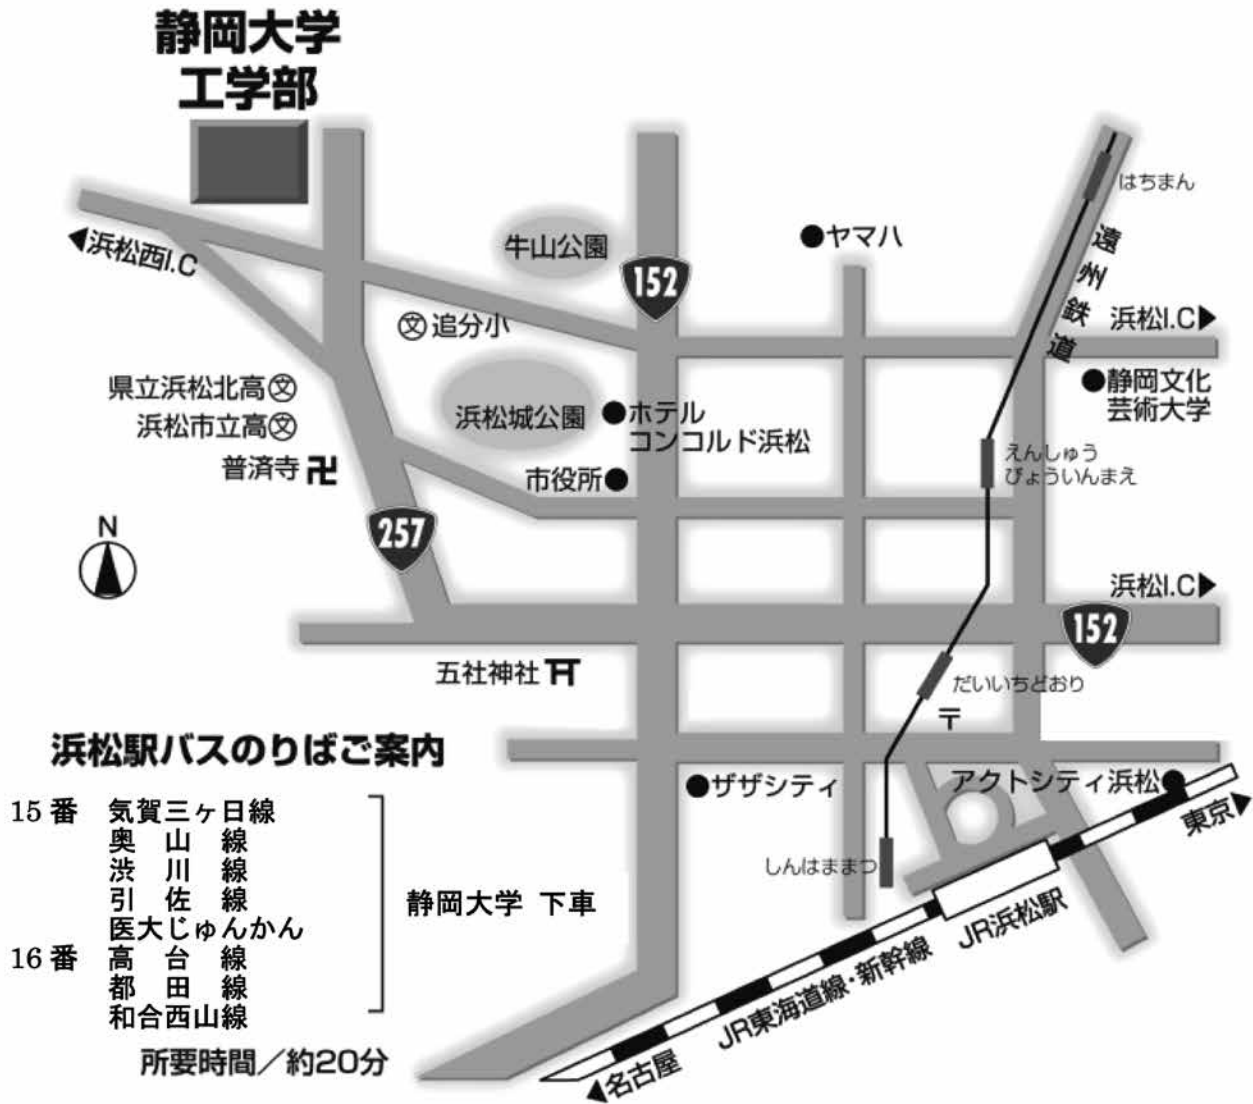 静岡大学
工学部
はちまん
◀浜松西I.C
牛山公園
152
●ヤマハ
遠州鉄道
浜松I.C▶
文 追分小
●静岡文化
芸術大学
県立浜松北高 文
浜松市立高 文
普済寺 卍
浜松城公園
●ホテル
コンコルド浜松
市役所●
えんしゅう
びょういんまえ
N
257
浜松I.C▶
152
五社神社
だいいちどおり
〒
浜松駅バスのりばご案内
●ザザシティ
アクトシティ浜松●
東京▶
15番 気賀三ヶ日線
奥山線
渋川線
引佐線
医大じゅんかん
16番 高台線
都田線
和合西山線
静岡大学 下車
所要時間/約20分
しんはままつ
JR浜松駅
JR東海道線・新幹線
◀名古屋